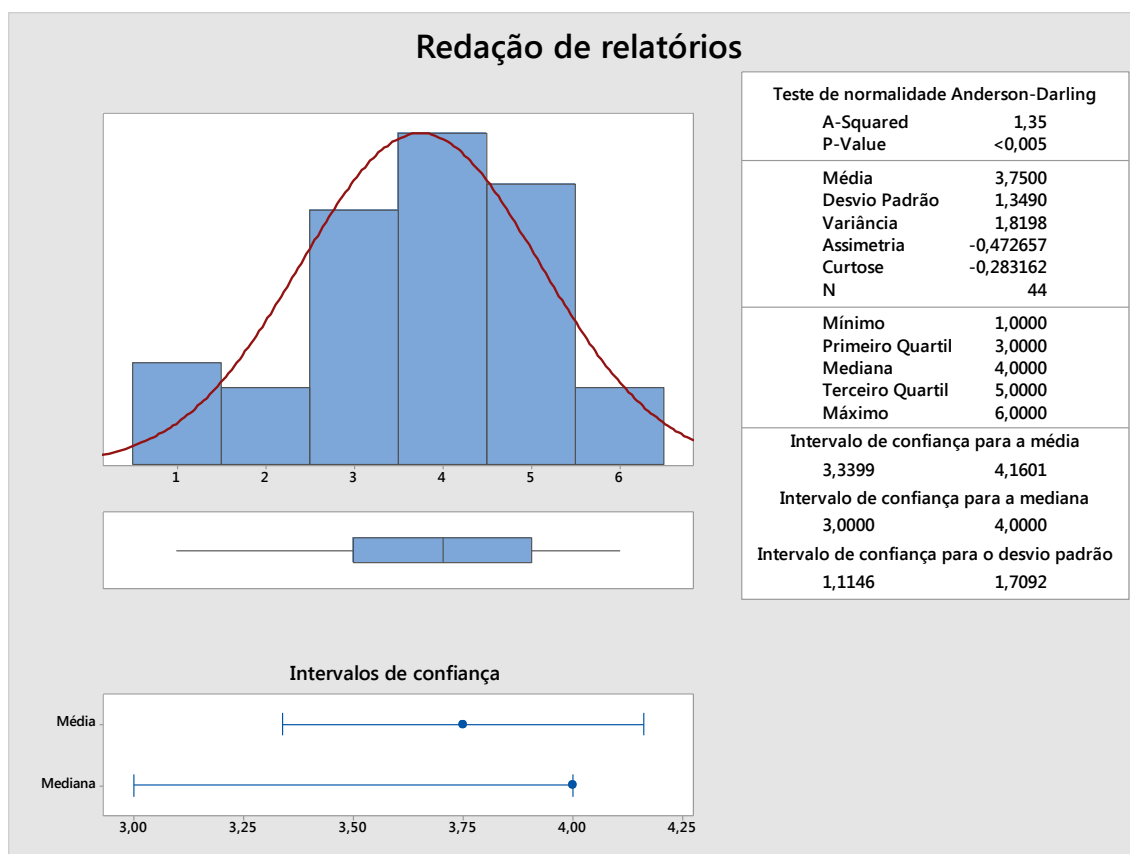 Redação de relatórios
1 2 3 4 5 6
Teste de normalidade Anderson-Darling
A-Squared 1,35
P-Value <0,005
Média 3,7500
Desvio Padrão 1,3490
Variância 1,8198
Assimetria -0,472657
Curtose -0,283162
N 44
Mínimo 1,0000
Primeiro Quartil 3,0000
Mediana 4,0000
Terceiro Quartil 5,0000
Máximo 6,0000
Intervalo de confiança para a média
3,3399 4,1601
Intervalo de confiança para a mediana
3,0000 4,0000
Intervalo de confiança para o desvio padrão
1,1146 1,7092
Intervalos de confiança
Média
Mediana
3,00 3,25 3,50 3,75 4,00 4,25